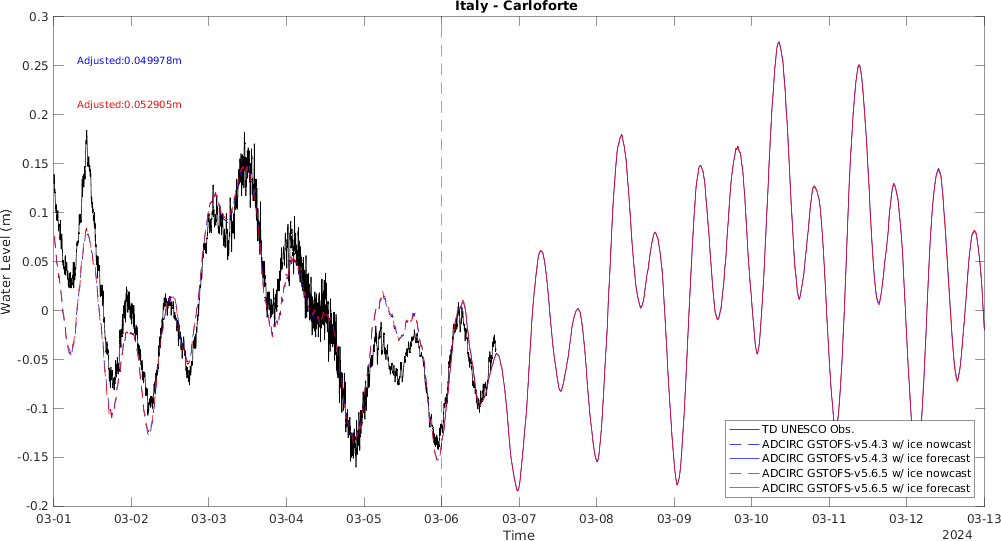 Italy - Carloforte
0.3
0.25
0.2
0.15
0.1
0.05
0
-0.05
-0.1
-0.15
-0.2
Water Level (m)
Adjusted:0.049978m
Adjusted:0.052905m
TD UNESCO Obs.
ADCIRC GSTOFS-v5.4.3 w/ ice nowcast
ADCIRC GSTOFS-v5.4.3 w/ ice forecast
ADCIRC GSTOFS-v5.6.5 w/ ice nowcast
ADCIRC GSTOFS-v5.6.5 w/ ice forecast
03-01 03-02 03-03 03-04 03-05 03-06 03-07 03-08 03-09 03-10 03-11 03-12 03-13
Time
2024